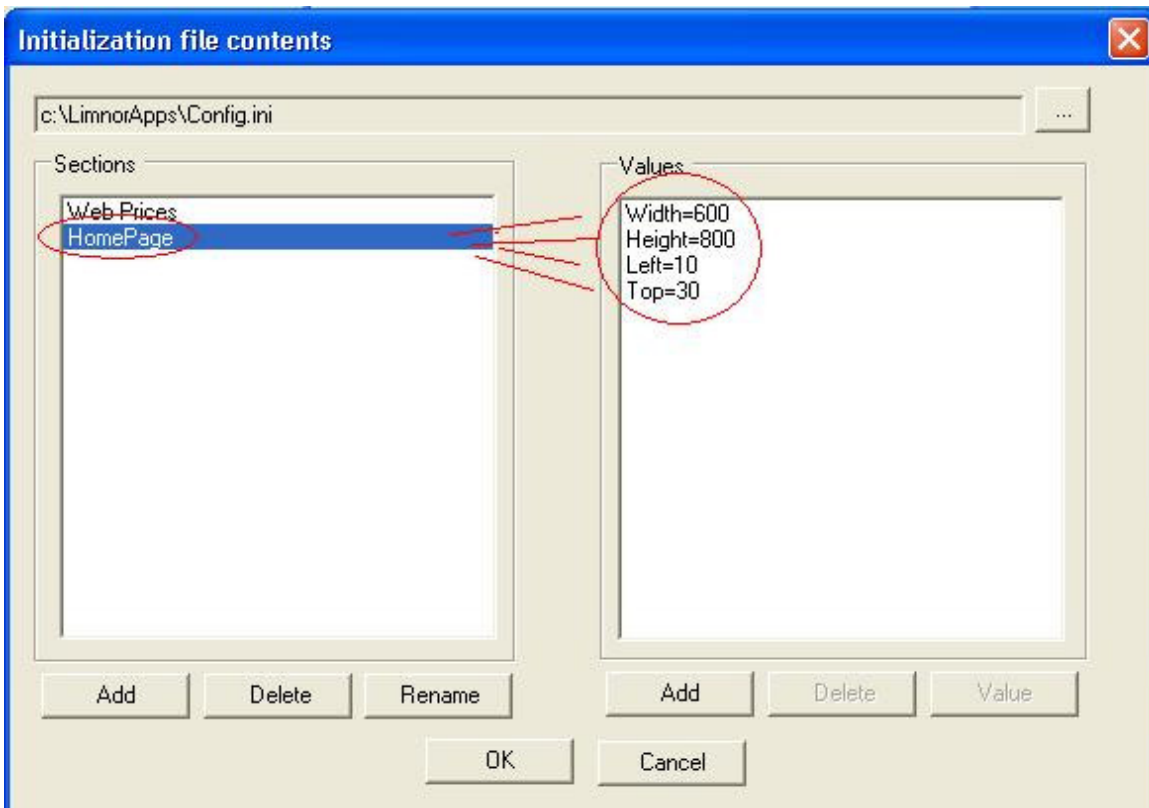 Initialization file contents
c:\LimnorApps\Config.ini
...
Sections
Web Prices
HomePage
Values
Width=600
Height=800
Left=10
Top=30
Add
Delete
Rename
Add
Delete
Value
OK
Cancel